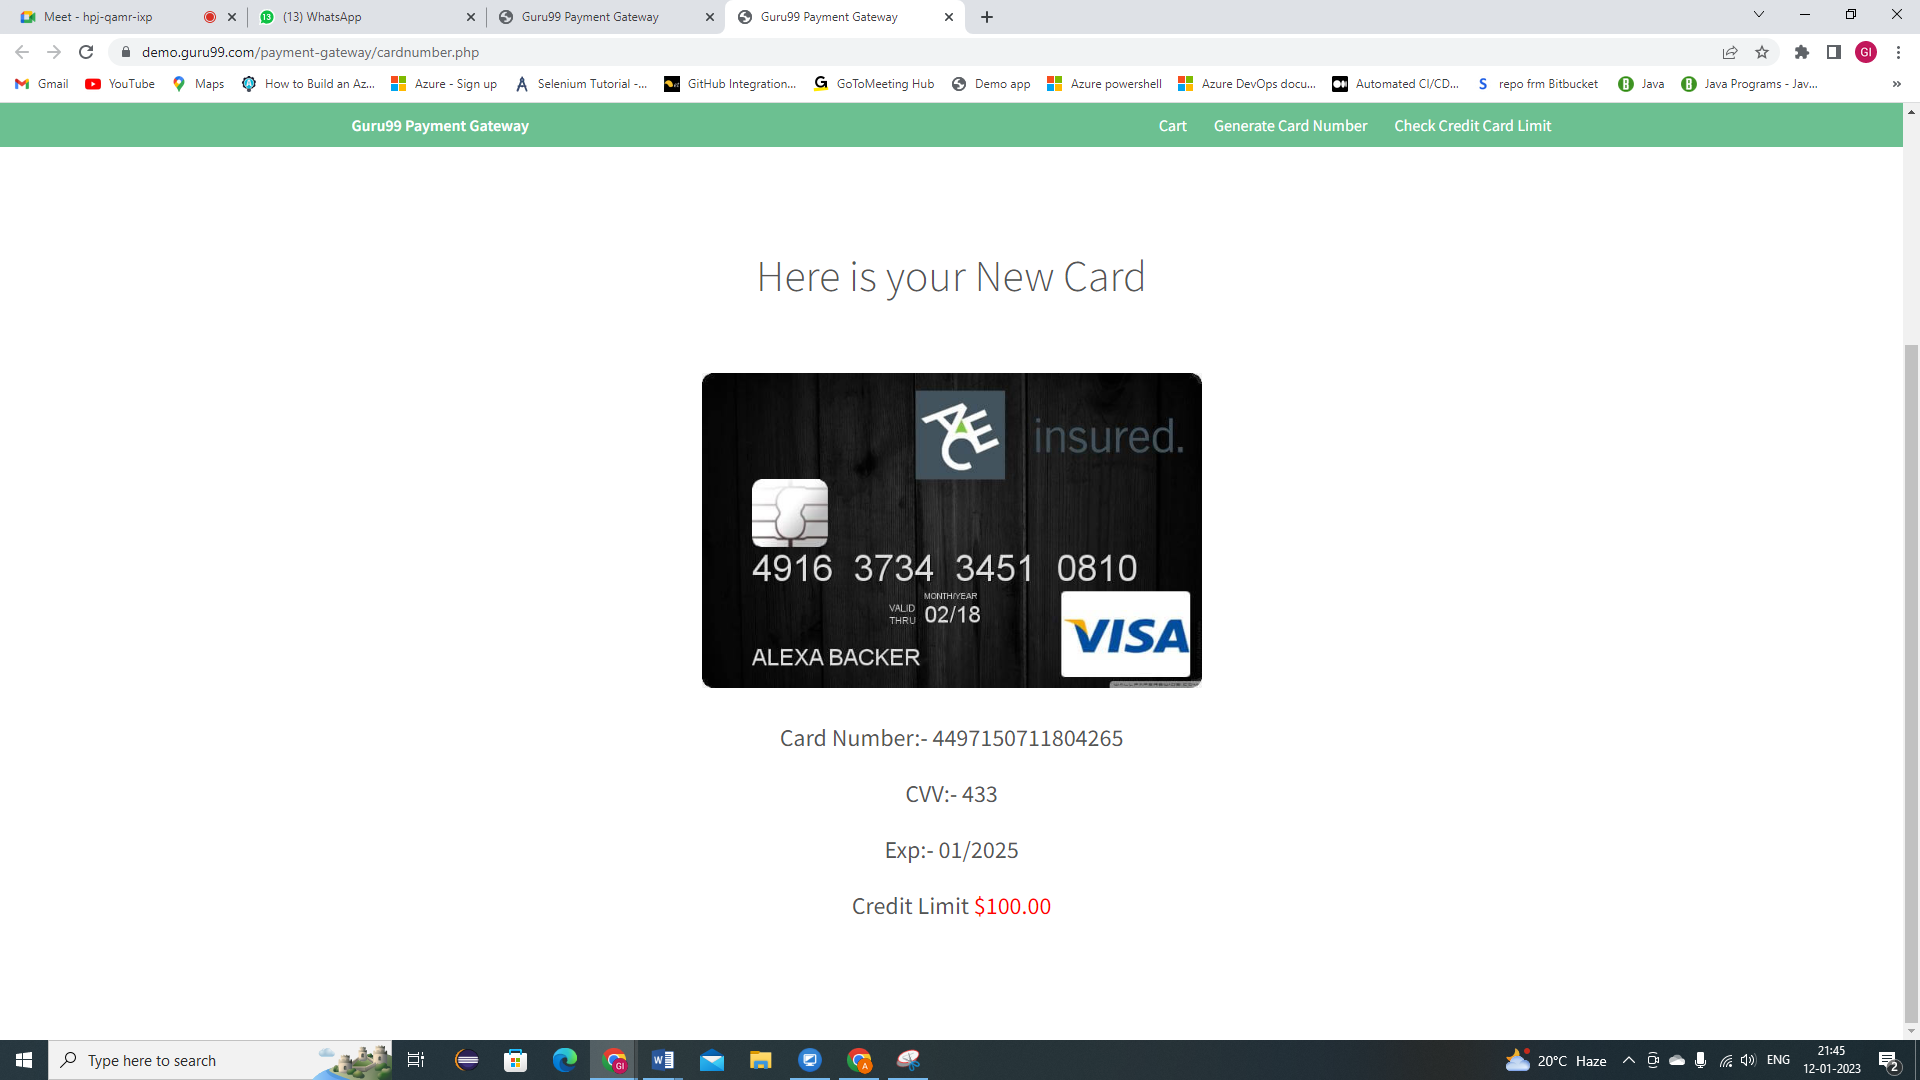 Meet - hpj-qamr-ixp
(13) WhatsApp
Guru99 Payment Gateway
Guru99 Payment Gateway
demo.guru99.com/payment-gateway/cardnumber.php
GI
Gmail
YouTube
Maps
How to Build an Az...
Azure - Sign up
Selenium Tutorial -...
GitHub Integration...
GoToMeeting Hub
Demo app
Azure powershell
Azure DevOps docu...
Automated CI/CD...
repo frm Bitbucket
Java
Java Programs - Jav...
Guru99 Payment Gateway
Cart
Generate Card Number
Check Credit Card Limit
Here is your New Card
ACE insured.
4916 3734 3451 0810
MONTH/YEAR
VALID THRU 02/18
VISA
ALEXA BACKER
Card Number:- 4497150711804265
CVV:- 433
Exp:- 01/2025
Credit Limit $100.00
Type here to search
20°C Haze
ENG
21:45
12-01-2023
2